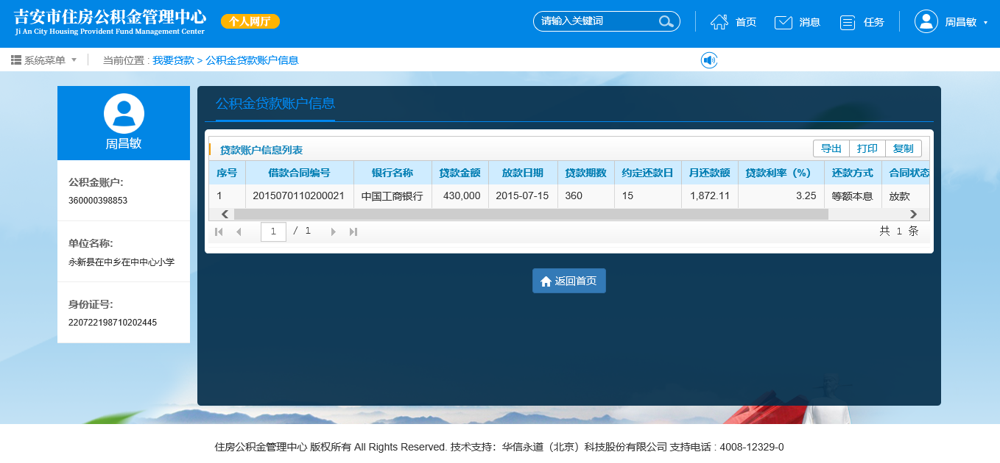 吉安市住房公积金管理中心
Ji An City Housing Provident Fund Management Center
个人网厅
请输入关键词
首页 消息 任务 周昌敏
系统菜单 当前位置 : 我要贷款 > 公积金贷款账户信息
周昌敏
公积金账户:
360000398853
单位名称:
永新县在中乡在中中心小学
身份证号:
220722198710202445
公积金贷款账户信息
贷款账户信息列表 导出 打印 复制
序号 借款合同编号 银行名称 贷款金额 放款日期 贷款期数 约定还款日 月还款额 贷款利率（%） 还款方式 合同状态
1 2015070110200021 中国工商银行 430,000 2015-07-15 360 15 1,872.11 3.25 等额本息 放款
1 / 1 共 1 条
返回首页
住房公积金管理中心 版权所有 All Rights Reserved. 技术支持：华信永道（北京）科技股份有限公司 支持电话 : 4008-12329-0